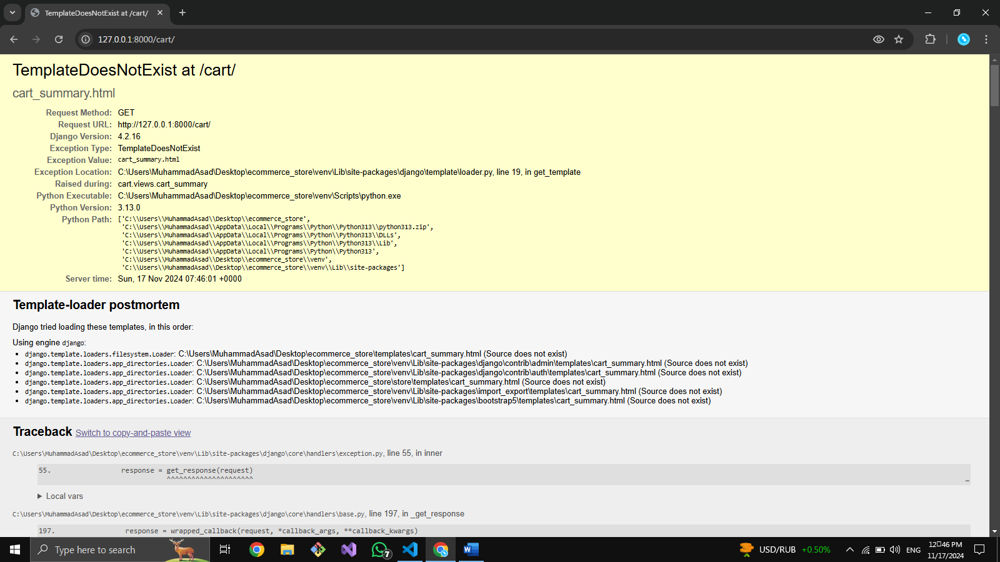 TemplateDoesNotExist at /cart/
127.0.0.1:8000/cart/
TemplateDoesNotExist at /cart/
cart_summary.html
Request Method: GET
Request URL: http://127.0.0.1:8000/cart/
Django Version: 4.2.16
Exception Type: TemplateDoesNotExist
Exception Value: cart_summary.html
Exception Location: C:\Users\MuhammadAsad\Desktop\ecommerce_store\venv\Lib\site-packages\django\template\loader.py, line 19, in get_template
Raised during: cart.views.cart_summary
Python Executable: C:\Users\MuhammadAsad\Desktop\ecommerce_store\venv\Scripts\python.exe
Python Version: 3.13.0
Python Path: ['C:\\Users\\MuhammadAsad\\Desktop\\ecommerce_store',
'C:\\Users\\MuhammadAsad\\AppData\\Local\\Programs\\Python\\Python313\\python313.zip',
'C:\\Users\\MuhammadAsad\\AppData\\Local\\Programs\\Python\\Python313\\DLLs',
'C:\\Users\\MuhammadAsad\\AppData\\Local\\Programs\\Python\\Python313\\Lib',
'C:\\Users\\MuhammadAsad\\AppData\\Local\\Programs\\Python\\Python313',
'C:\\Users\\MuhammadAsad\\Desktop\\ecommerce_store\\venv',
'C:\\Users\\MuhammadAsad\\Desktop\\ecommerce_store\\venv\\Lib\\site-packages']
Server time: Sun, 17 Nov 2024 07:46:01 +0000
Template-loader postmortem
Django tried loading these templates, in this order:
Using engine django:
• django.template.loaders.filesystem.Loader: C:\Users\MuhammadAsad\Desktop\ecommerce_store\templates\cart_summary.html (Source does not exist)
• django.template.loaders.app_directories.Loader: C:\Users\MuhammadAsad\Desktop\ecommerce_store\venv\Lib\site-packages\django\contrib\admin\templates\cart_summary.html (Source does not exist)
• django.template.loaders.app_directories.Loader: C:\Users\MuhammadAsad\Desktop\ecommerce_store\venv\Lib\site-packages\django\contrib\auth\templates\cart_summary.html (Source does not exist)
• django.template.loaders.app_directories.Loader: C:\Users\MuhammadAsad\Desktop\ecommerce_store\store\templates\cart_summary.html (Source does not exist)
• django.template.loaders.app_directories.Loader: C:\Users\MuhammadAsad\Desktop\ecommerce_store\venv\Lib\site-packages\import_export\templates\cart_summary.html (Source does not exist)
• django.template.loaders.app_directories.Loader: C:\Users\MuhammadAsad\Desktop\ecommerce_store\venv\Lib\site-packages\bootstrap5\templates\cart_summary.html (Source does not exist)
Traceback Switch to copy-and-paste view
C:\Users\MuhammadAsad\Desktop\ecommerce_store\venv\Lib\site-packages\django\core\handlers\exception.py, line 55, in inner
55. response = get_response(request)
^^^^^^^^^^^^^^^^^^^^^
…
▶ Local vars
C:\Users\MuhammadAsad\Desktop\ecommerce_store\venv\Lib\site-packages\django\core\handlers\base.py, line 197, in _get_response
197. response = wrapped_callback(request, *callback_args, **callback_kwargs)
Type here to search
7
USD/RUB +0.50%
ENG
12:46 PM
11/17/2024